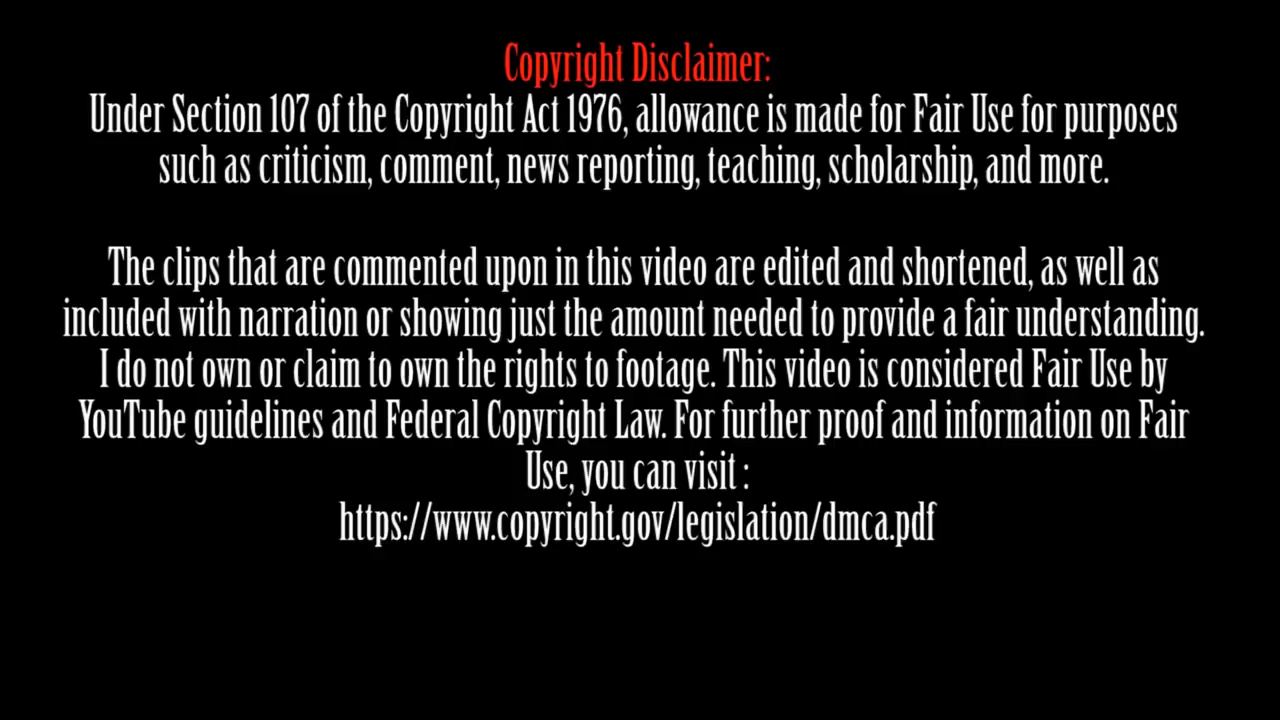 Copyright Disclaimer:
Under Section 107 of the Copyright Act 1976, allowance is made for Fair Use for purposes
such as criticism, comment, news reporting, teaching, scholarship, and more.
The clips that are commented upon in this video are edited and shortened, as well as
included with narration or showing just the amount needed to provide a fair understanding.
I do not own or claim to own the rights to footage. This video is considered Fair Use by
YouTube guidelines and Federal Copyright Law. For further proof and information on Fair
Use, you can visit :
https://www.copyright.gov/legislation/dmca.pdf